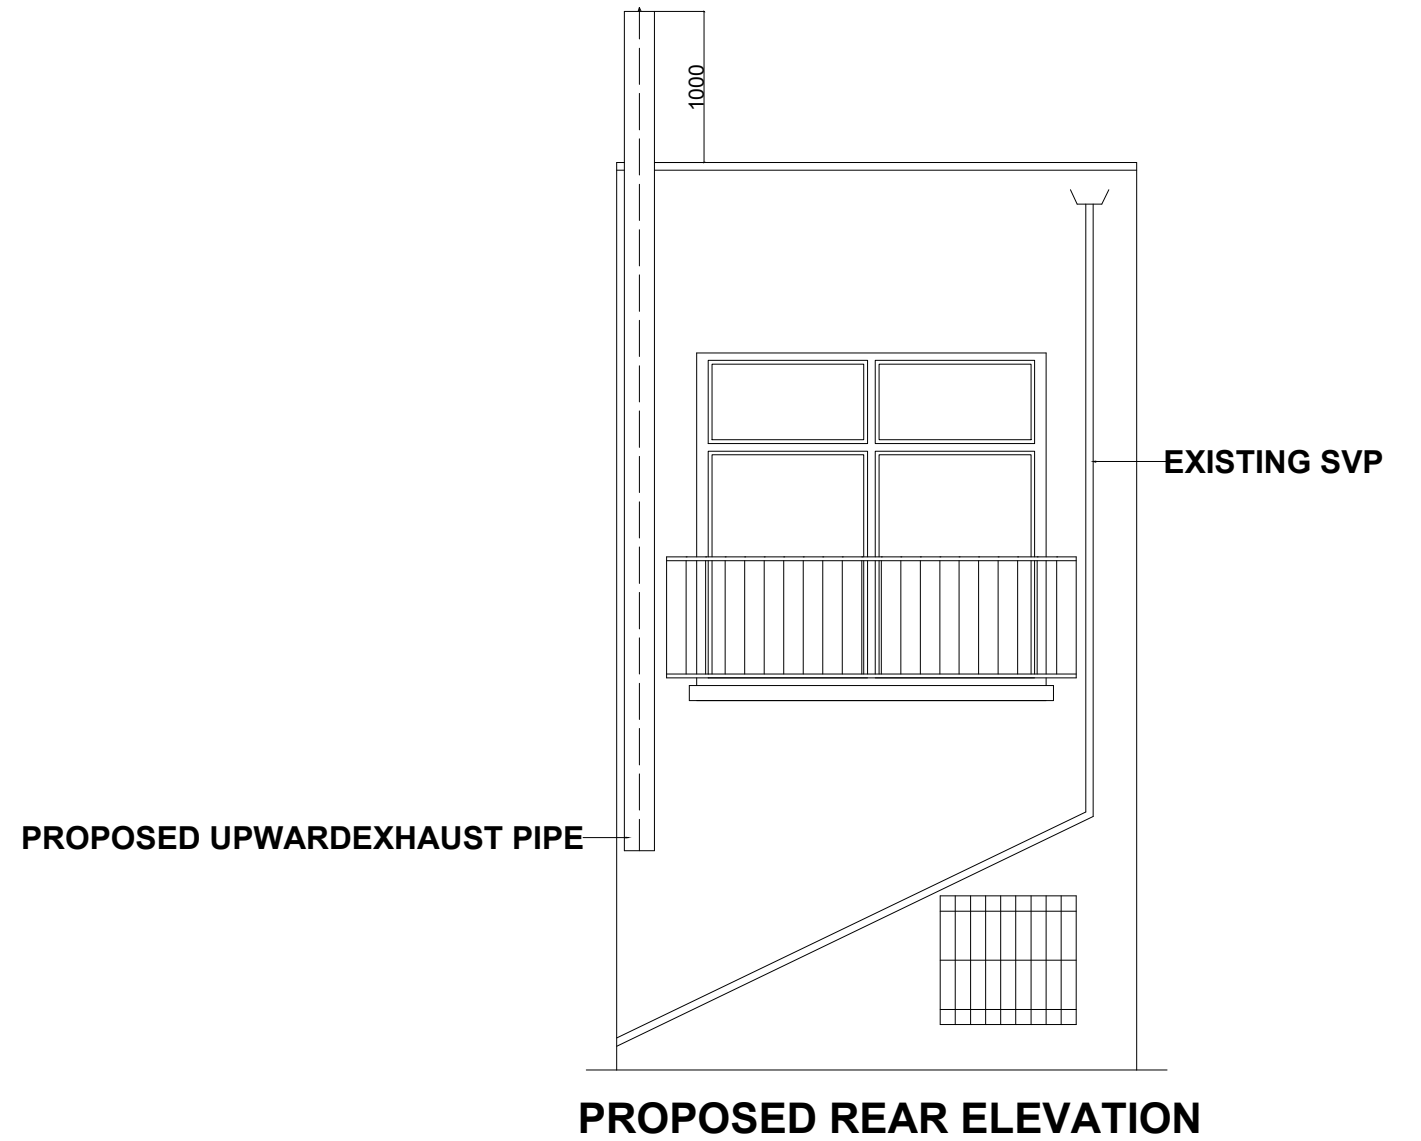 1000
EXISTING SVP
PROPOSED UPWARDEXHAUST PIPE
PROPOSED REAR ELEVATION